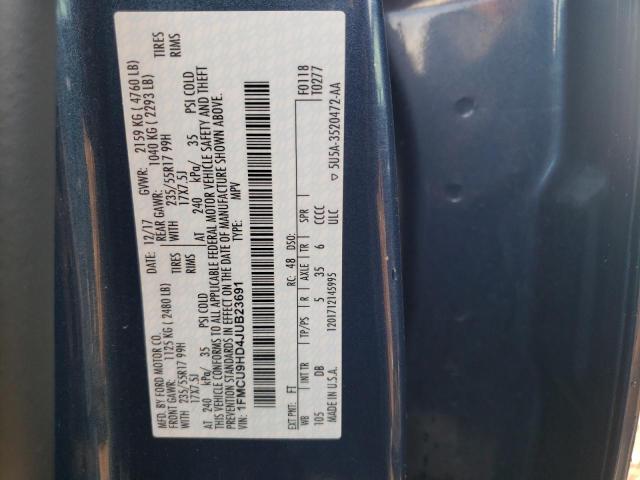 MFD. BY FORD MOTOR CO.
DATE: 12/17 GVWR: 2159 KG ( 4760 LB)
FRONT GAWR: 1125 KG ( 2480 LB) REAR GAWR: 1040 KG ( 2293 LB)
WITH 235/55R17 99H TIRES WITH 235/55R17 99H TIRES
17X7.5J RIMS 17X7.5J RIMS
AT 240 kPa/ 35 PSI COLD AT 240 kPa/ 35 PSI COLD
THIS VEHICLE CONFORMS TO ALL APPLICABLE FEDERAL MOTOR VEHICLE SAFETY AND THEFT
PREVENTION STANDARDS IN EFFECT ON THE DATE OF MANUFACTURE SHOWN ABOVE.
VIN: 1FMCU9HD4JUB23691 TYPE: MPV
F0118
T0277
EXT PNT: FT RC: 48 DSO:
WB INT TR TP/PS R AXLE TR SPR
105 DB 5 35 6 CCCC
MADE IN U.S.A. 1201712145995 ULC
▽ 5U5A-3520472-AA